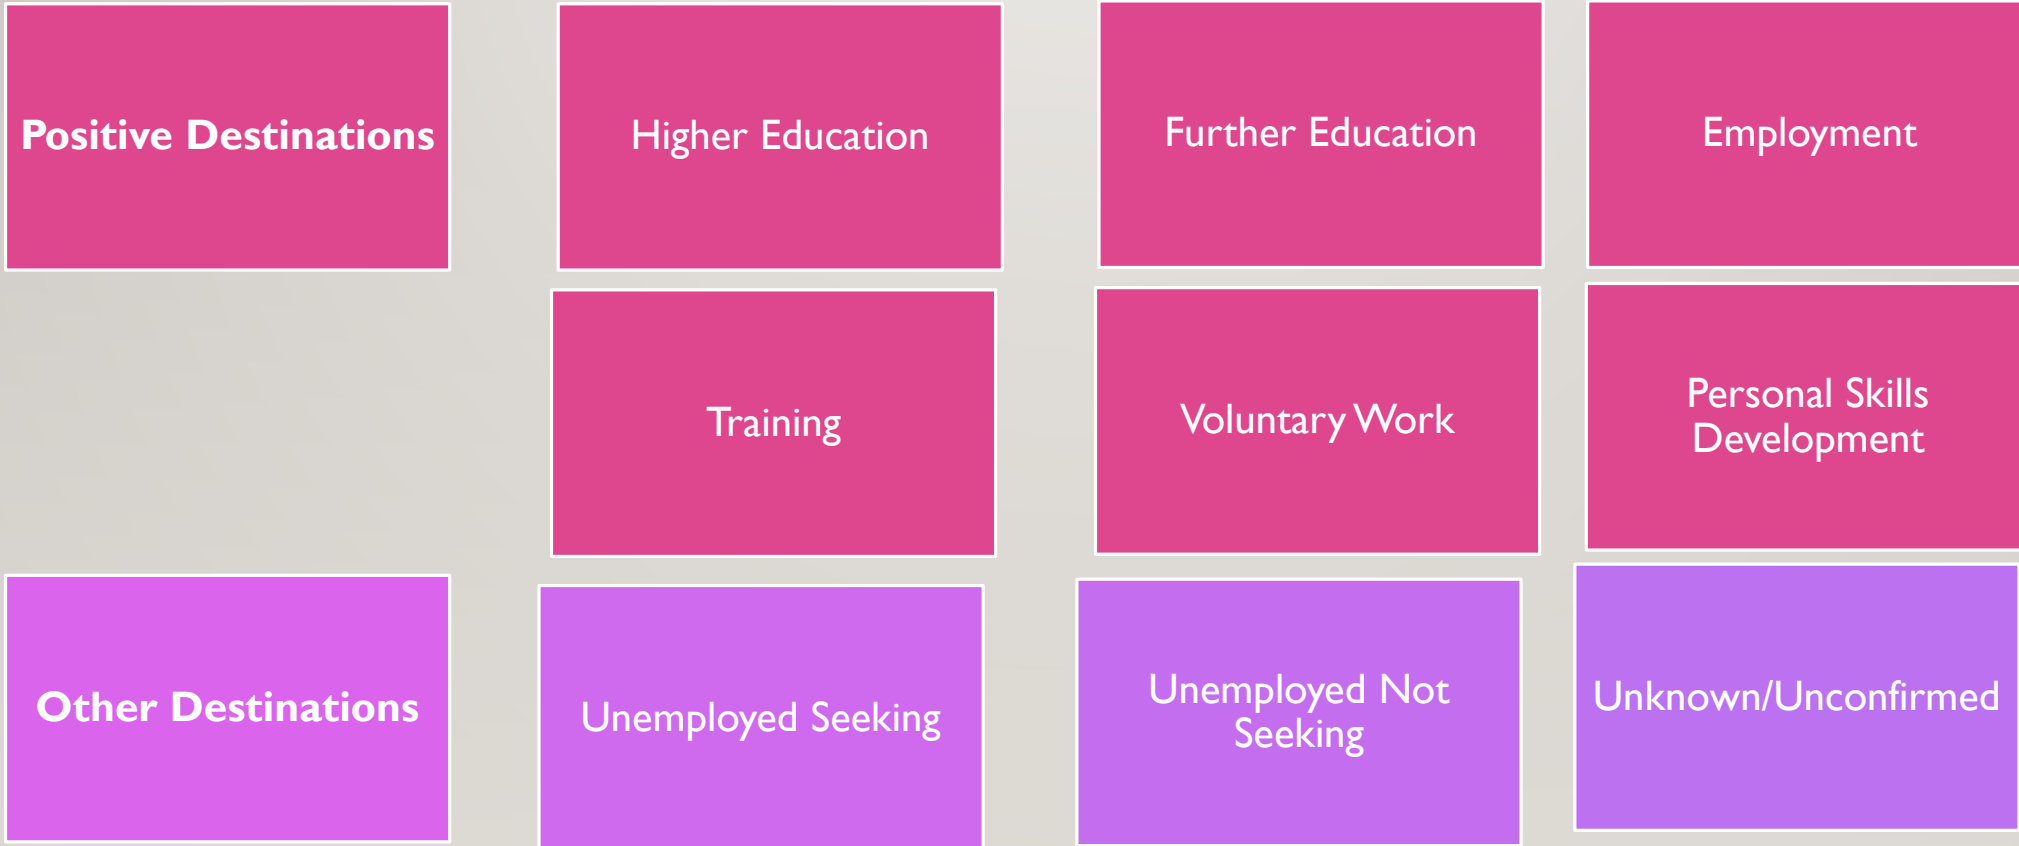 Positive Destinations
Higher Education
Further Education
Employment
Training
Voluntary Work
Personal Skills
Development
Other Destinations
Unemployed Seeking
Unemployed Not
Seeking
Unknown/Unconfirmed